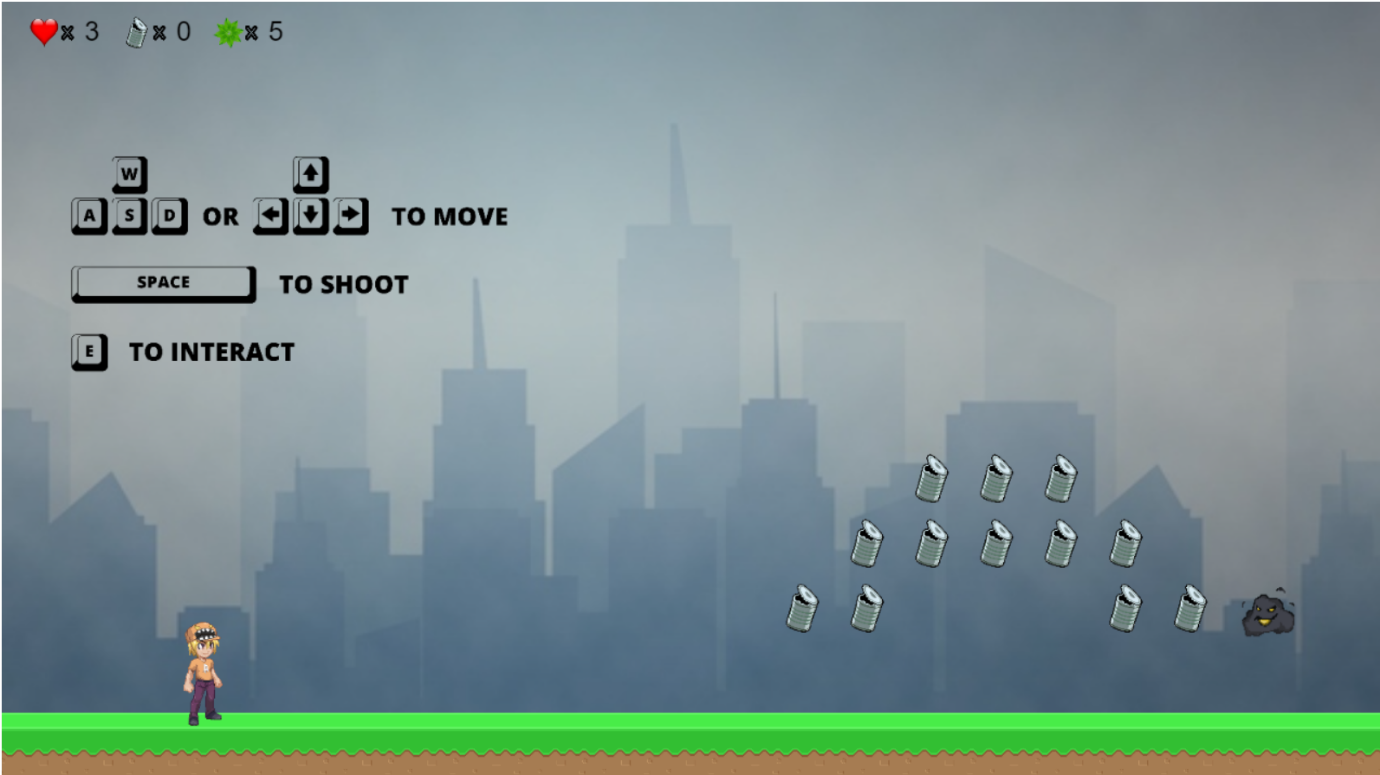 x 3 x 0 x 5
W
A S D OR TO MOVE
SPACE TO SHOOT
E TO INTERACT